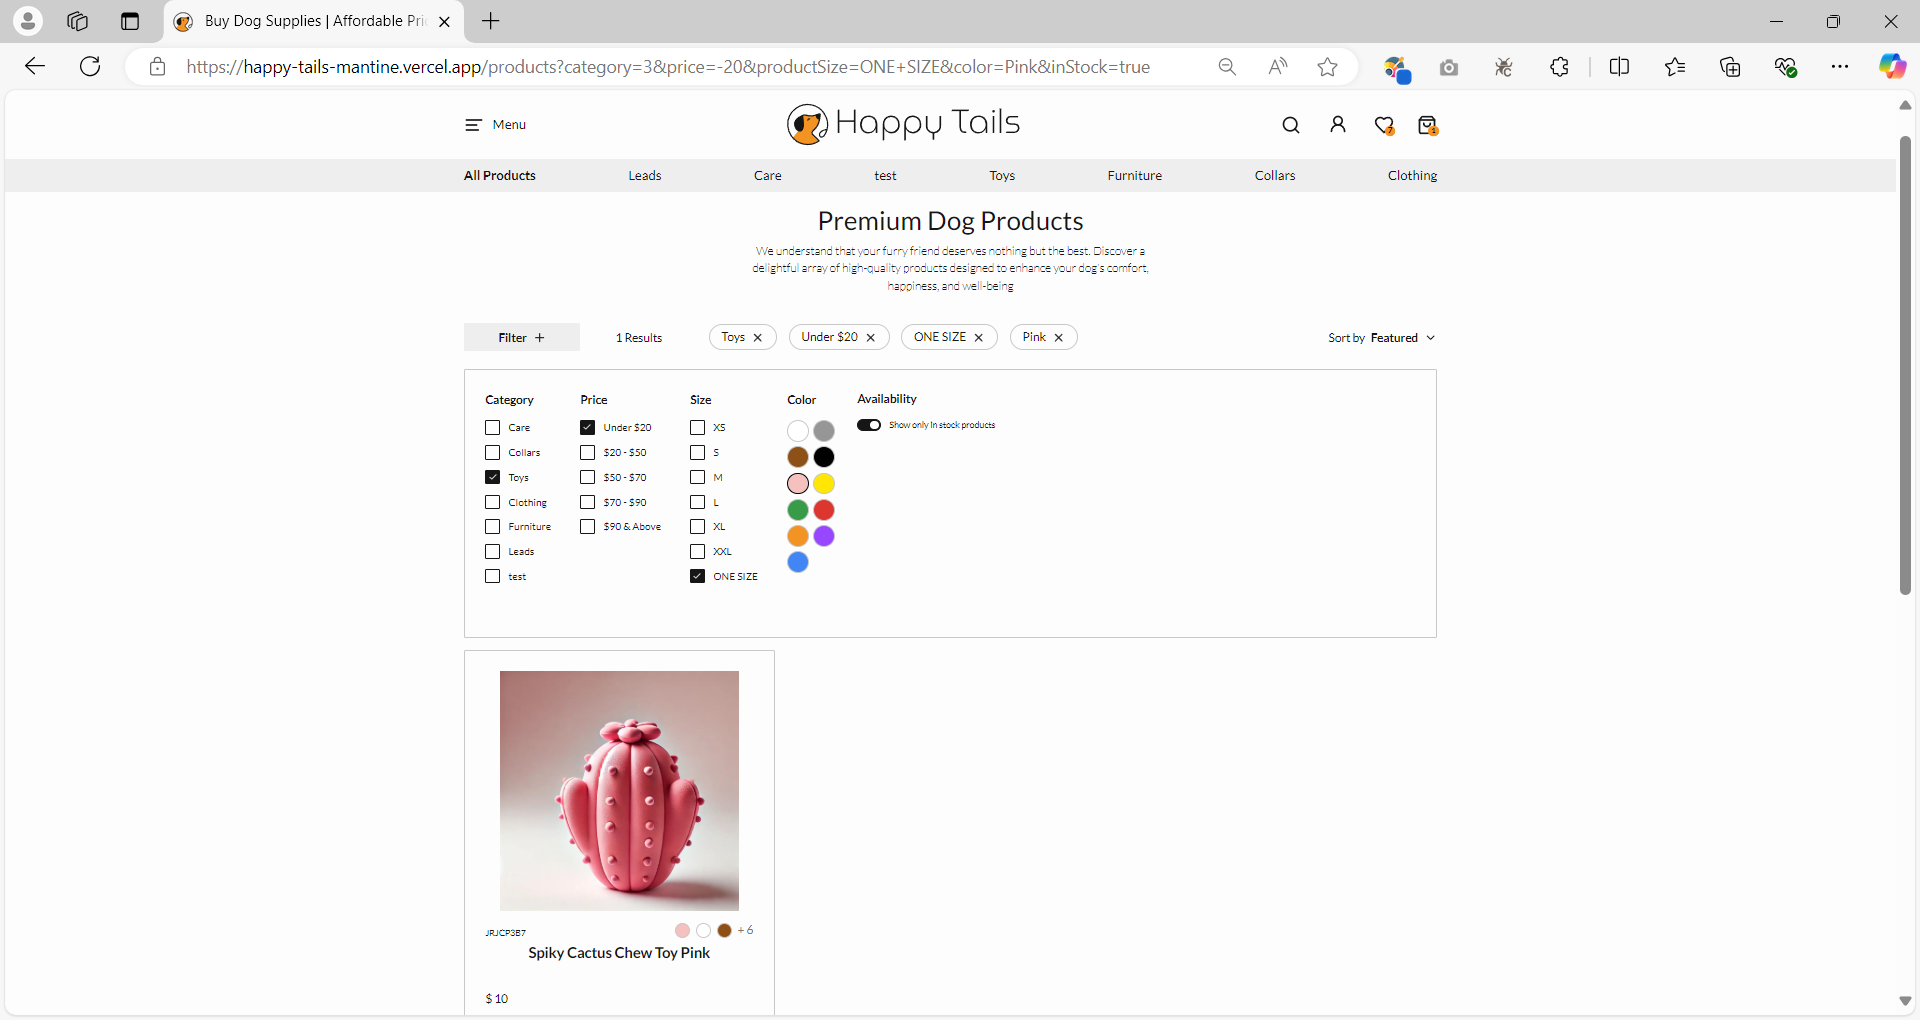 Buy Dog Supplies | Affordable Pri
https://happy-tails-mantine.vercel.app/products?category=3&price=-20&productSize=ONE+SIZE&color=Pink&inStock=true
Menu
Happy Tails
7
1
All Products
Leads
Care
test
Toys
Furniture
Collars
Clothing
Premium Dog Products
We understand that your furry friend deserves nothing but the best. Discover a
delightful array of high-quality products designed to enhance your dog's comfort,
happiness, and well-being
Filter +
1 Results
Toys
Under $20
ONE SIZE
Pink
Sort by Featured
Category
Care
Collars
Toys
Clothing
Furniture
Leads
test
Price
Under $20
$20 - $50
$50 - $70
$70 - $90
$90 & Above
Size
XS
S
M
L
XL
XXL
ONE SIZE
Color
Availability
Show only In stock products
JRJCP3B7
+ 6
Spiky Cactus Chew Toy Pink
$ 10